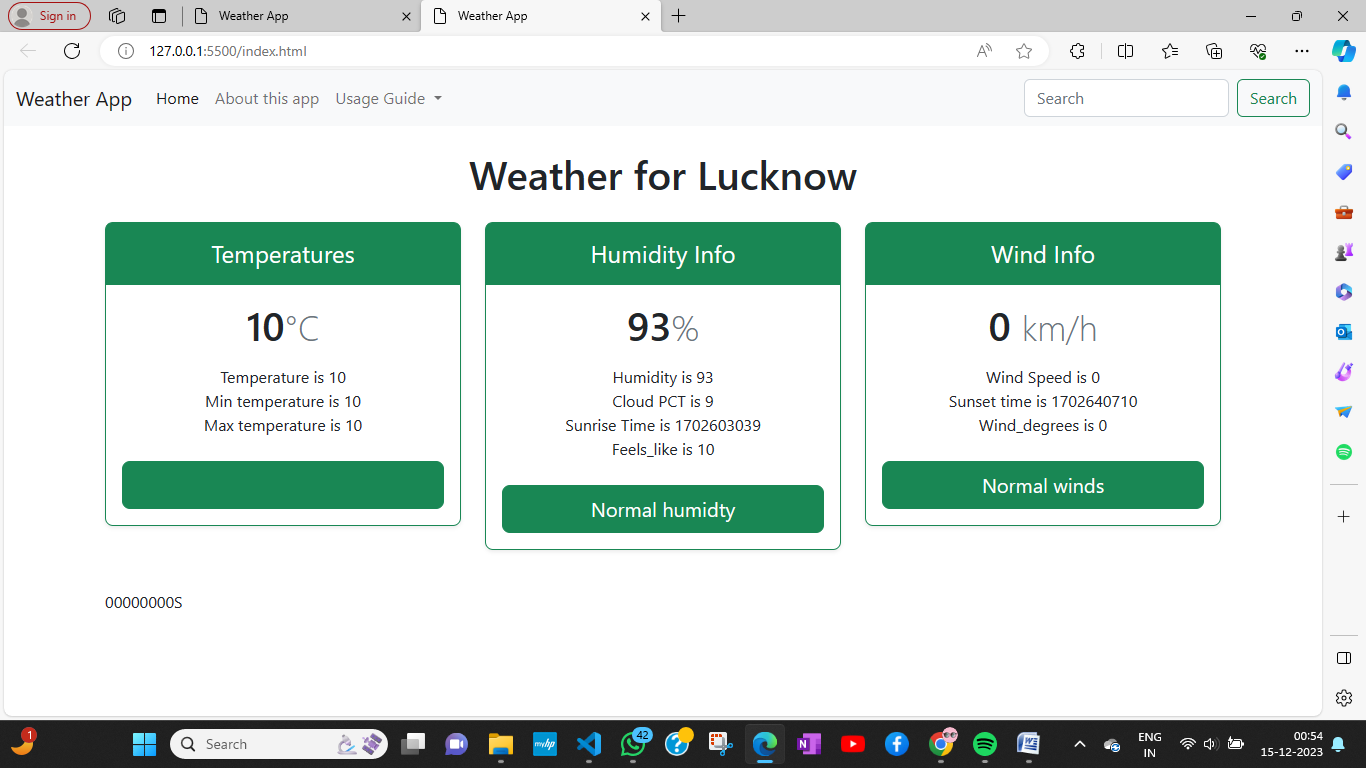 Sign in
Weather App
Weather App
127.0.0.1:5500/index.html
Weather App Home About this app Usage Guide Search Search
Weather for Lucknow
Temperatures
10°C
Temperature is 10
Min temperature is 10
Max temperature is 10
Humidity Info
93%
Humidity is 93
Cloud PCT is 9
Sunrise Time is 1702603039
Feels_like is 10
Normal humidty
Wind Info
0 km/h
Wind Speed is 0
Sunset time is 1702640710
Wind_degrees is 0
Normal winds
00000000S
1
Search
myhp
42
ENG
IN
00:54
15-12-2023